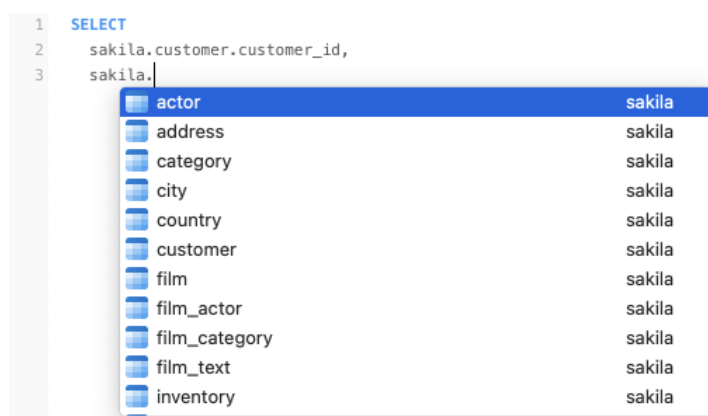 1 SELECT
2 sakila.customer.customer_id,
3 sakila.
actor sakila
address sakila
category sakila
city sakila
country sakila
customer sakila
film sakila
film_actor sakila
film_category sakila
film_text sakila
inventory sakila